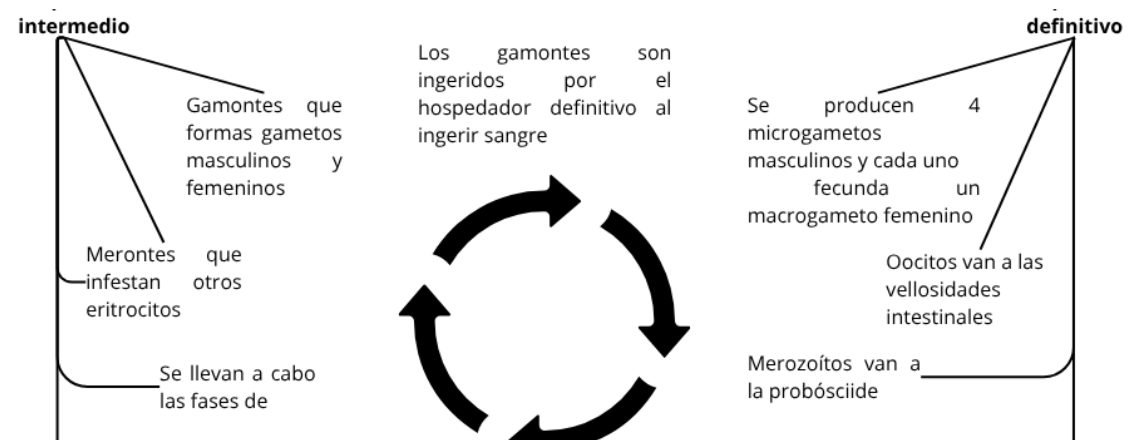 intermedio
Gamontes que
formas gametos
masculinos y
femeninos
Merontes que
infestan otros
eritrocitos
Se llevan a cabo
las fases de
Los gamontes son
ingeridos por el
hospedador definitivo al
ingerir sangre
definitivo
Se producen 4
microgametos
masculinos y cada uno
fecunda un
macrogameto femenino
Oocitos van a las
vellosidades
intestinales
Merozoítos van a
la probósciide